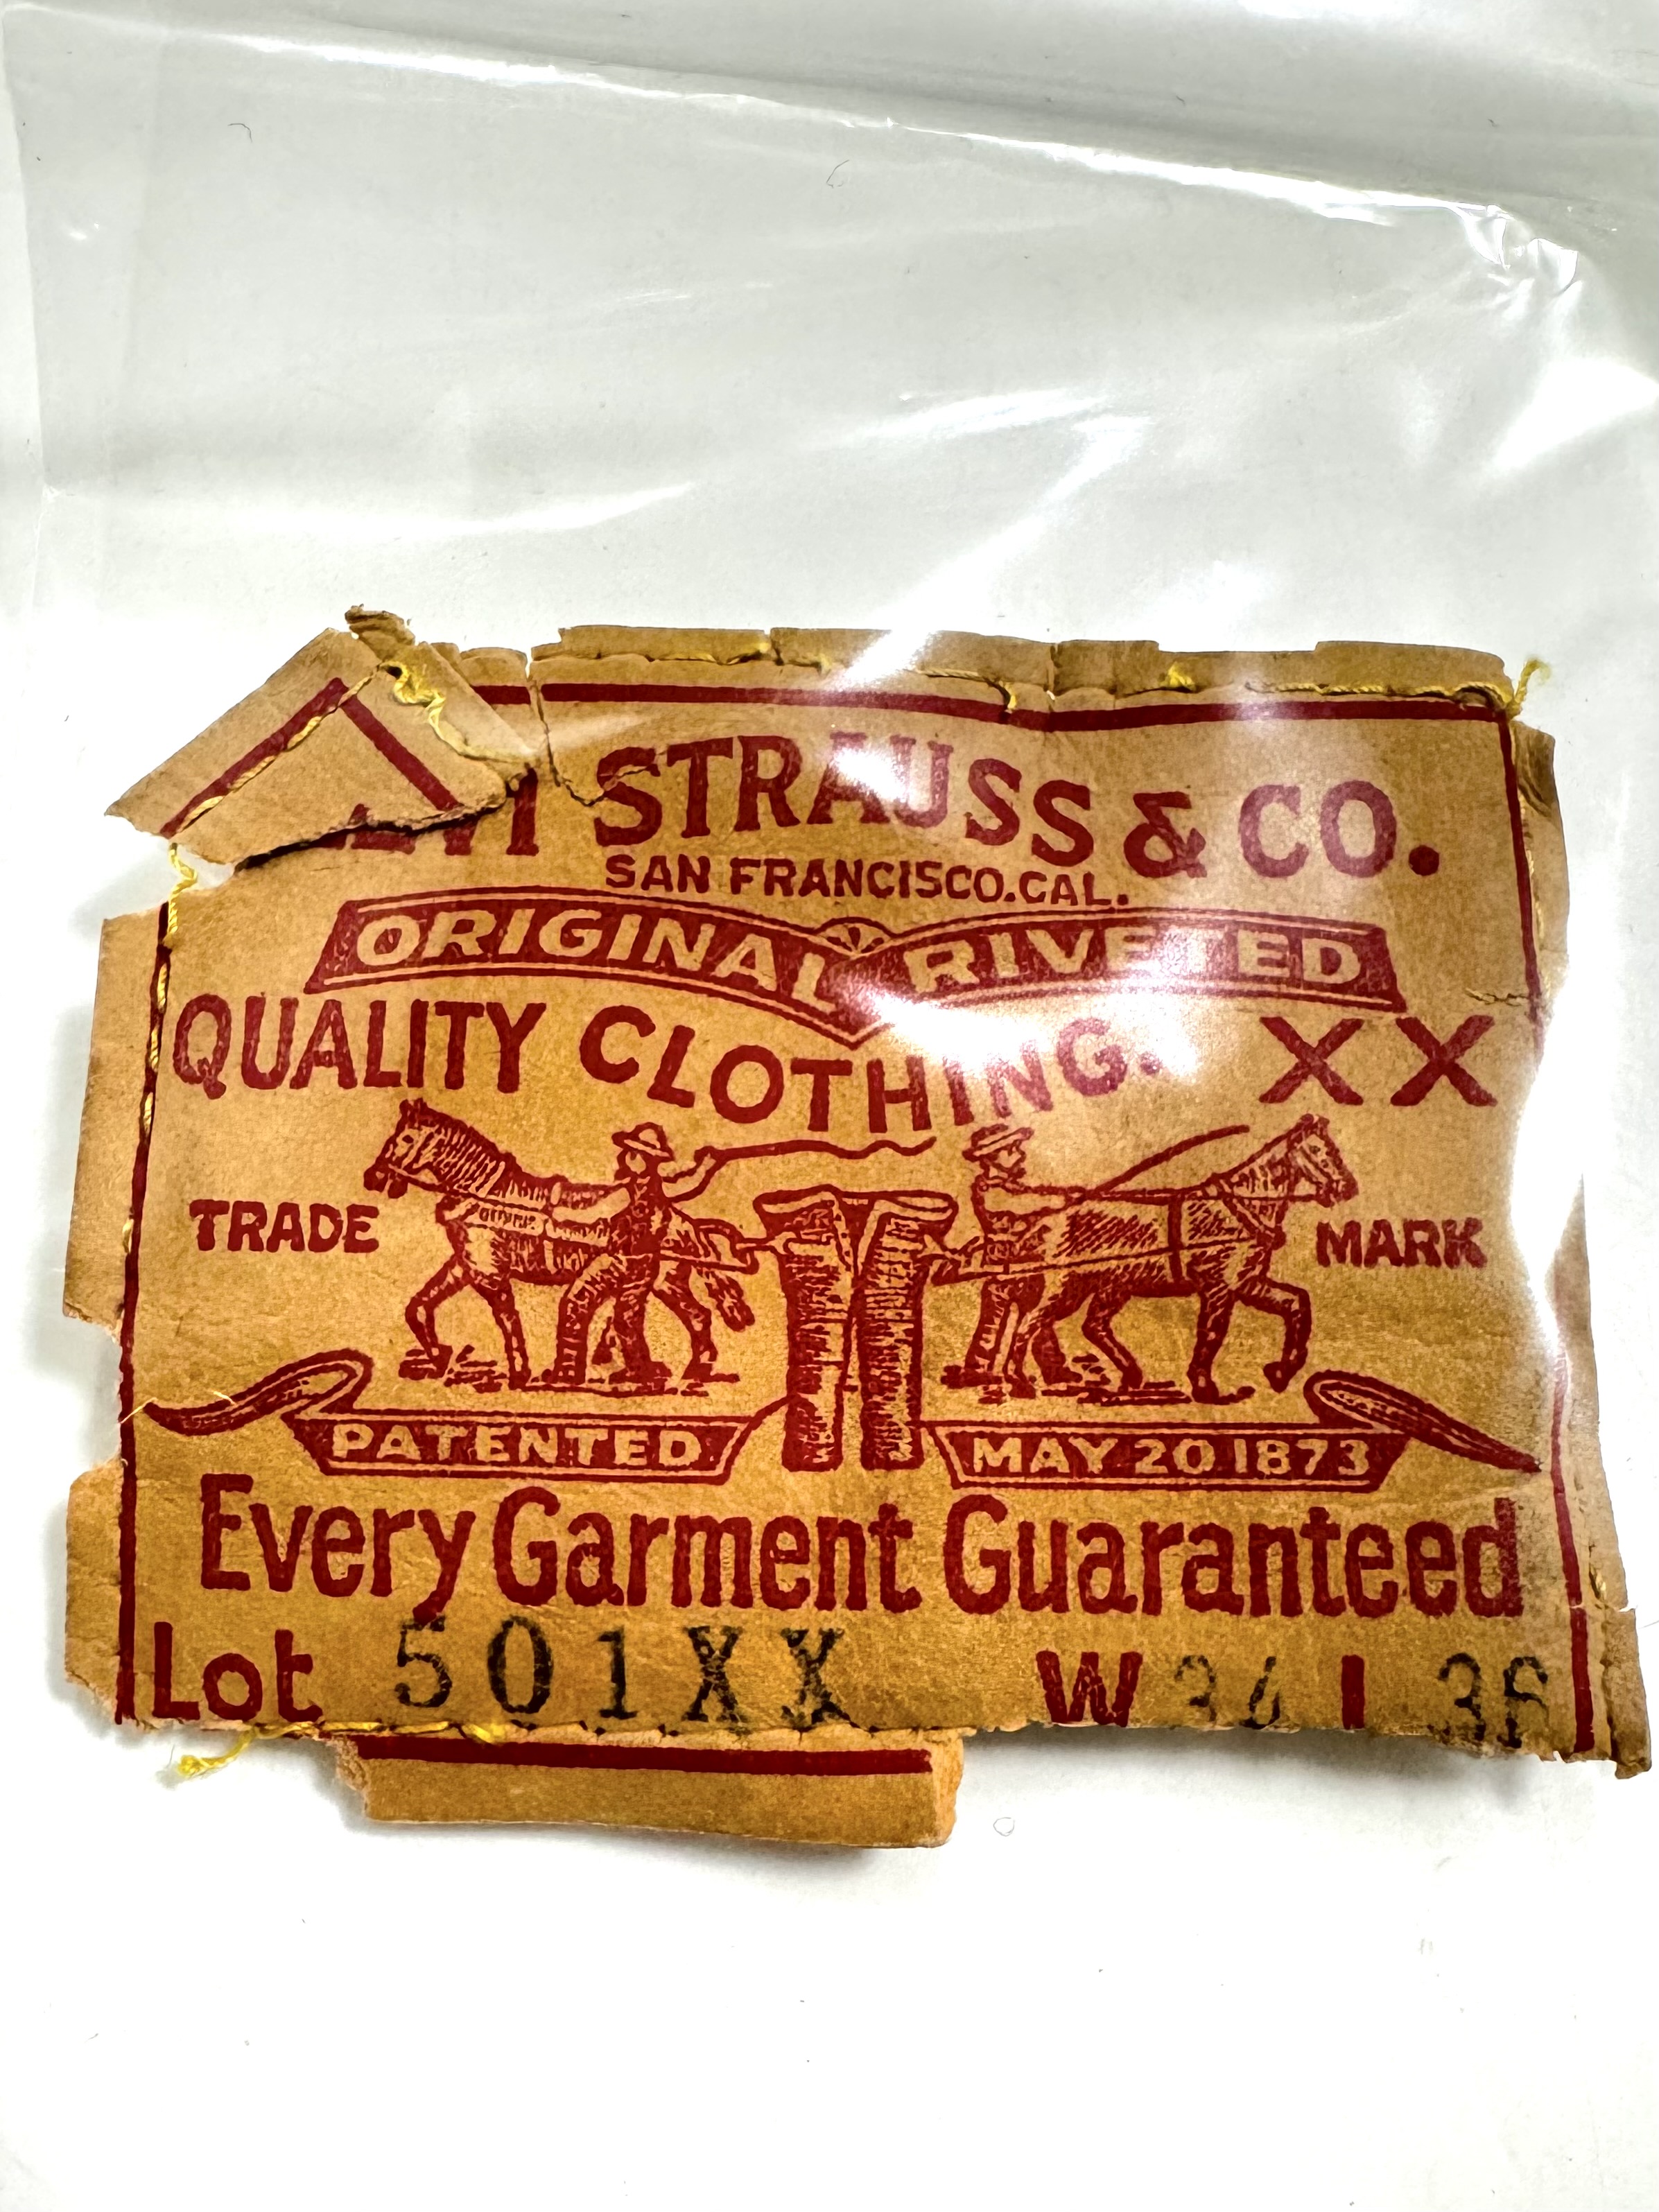 STRAUSS & CO.
SAN FRANCISCO. CAL.
ORIGINAL RIVETED
QUALITY CLOTHING. XX
TRADE MARK
PATENTED MAY 20 1873
Every Garment Guaranteed
Lot 501XX W 34 L